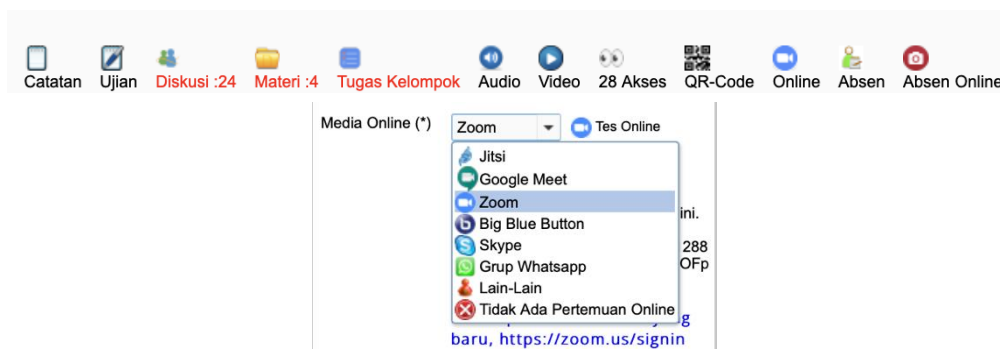 Catatan Ujian Diskusi :24 Materi :4 Tugas Kelompok Audio Video 28 Akses QR-Code Online Absen Absen Online
Media Online (*) Zoom Tes Online
Jitsi
Google Meet
Zoom
ini.
Big Blue Button
Skype 288
Grup Whatsapp OFp
Lain-Lain
Tidak Ada Pertemuan Online
baru, https://zoom.us/signin